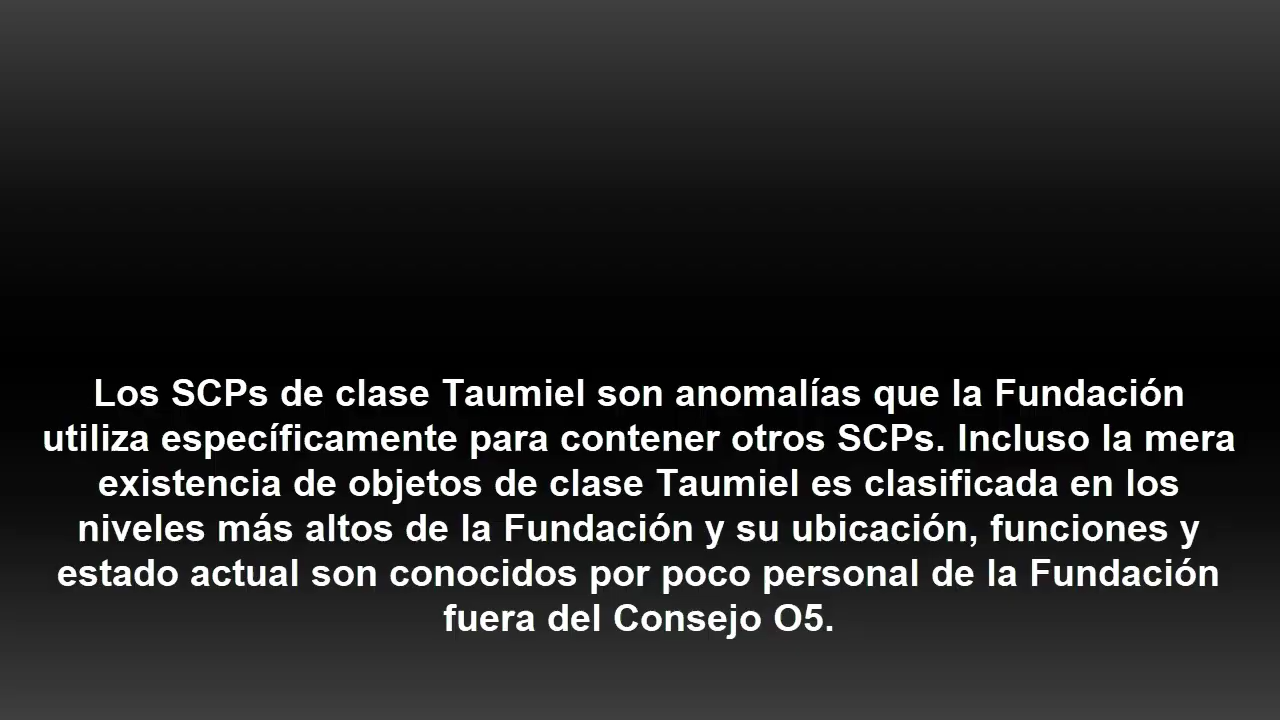 Los SCPs de clase Taumiel son anomalías que la Fundación
utiliza específicamente para contener otros SCPs. Incluso la mera
existencia de objetos de clase Taumiel es clasificada en los
niveles más altos de la Fundación y su ubicación, funciones y
estado actual son conocidos por poco personal de la Fundación
fuera del Consejo O5.